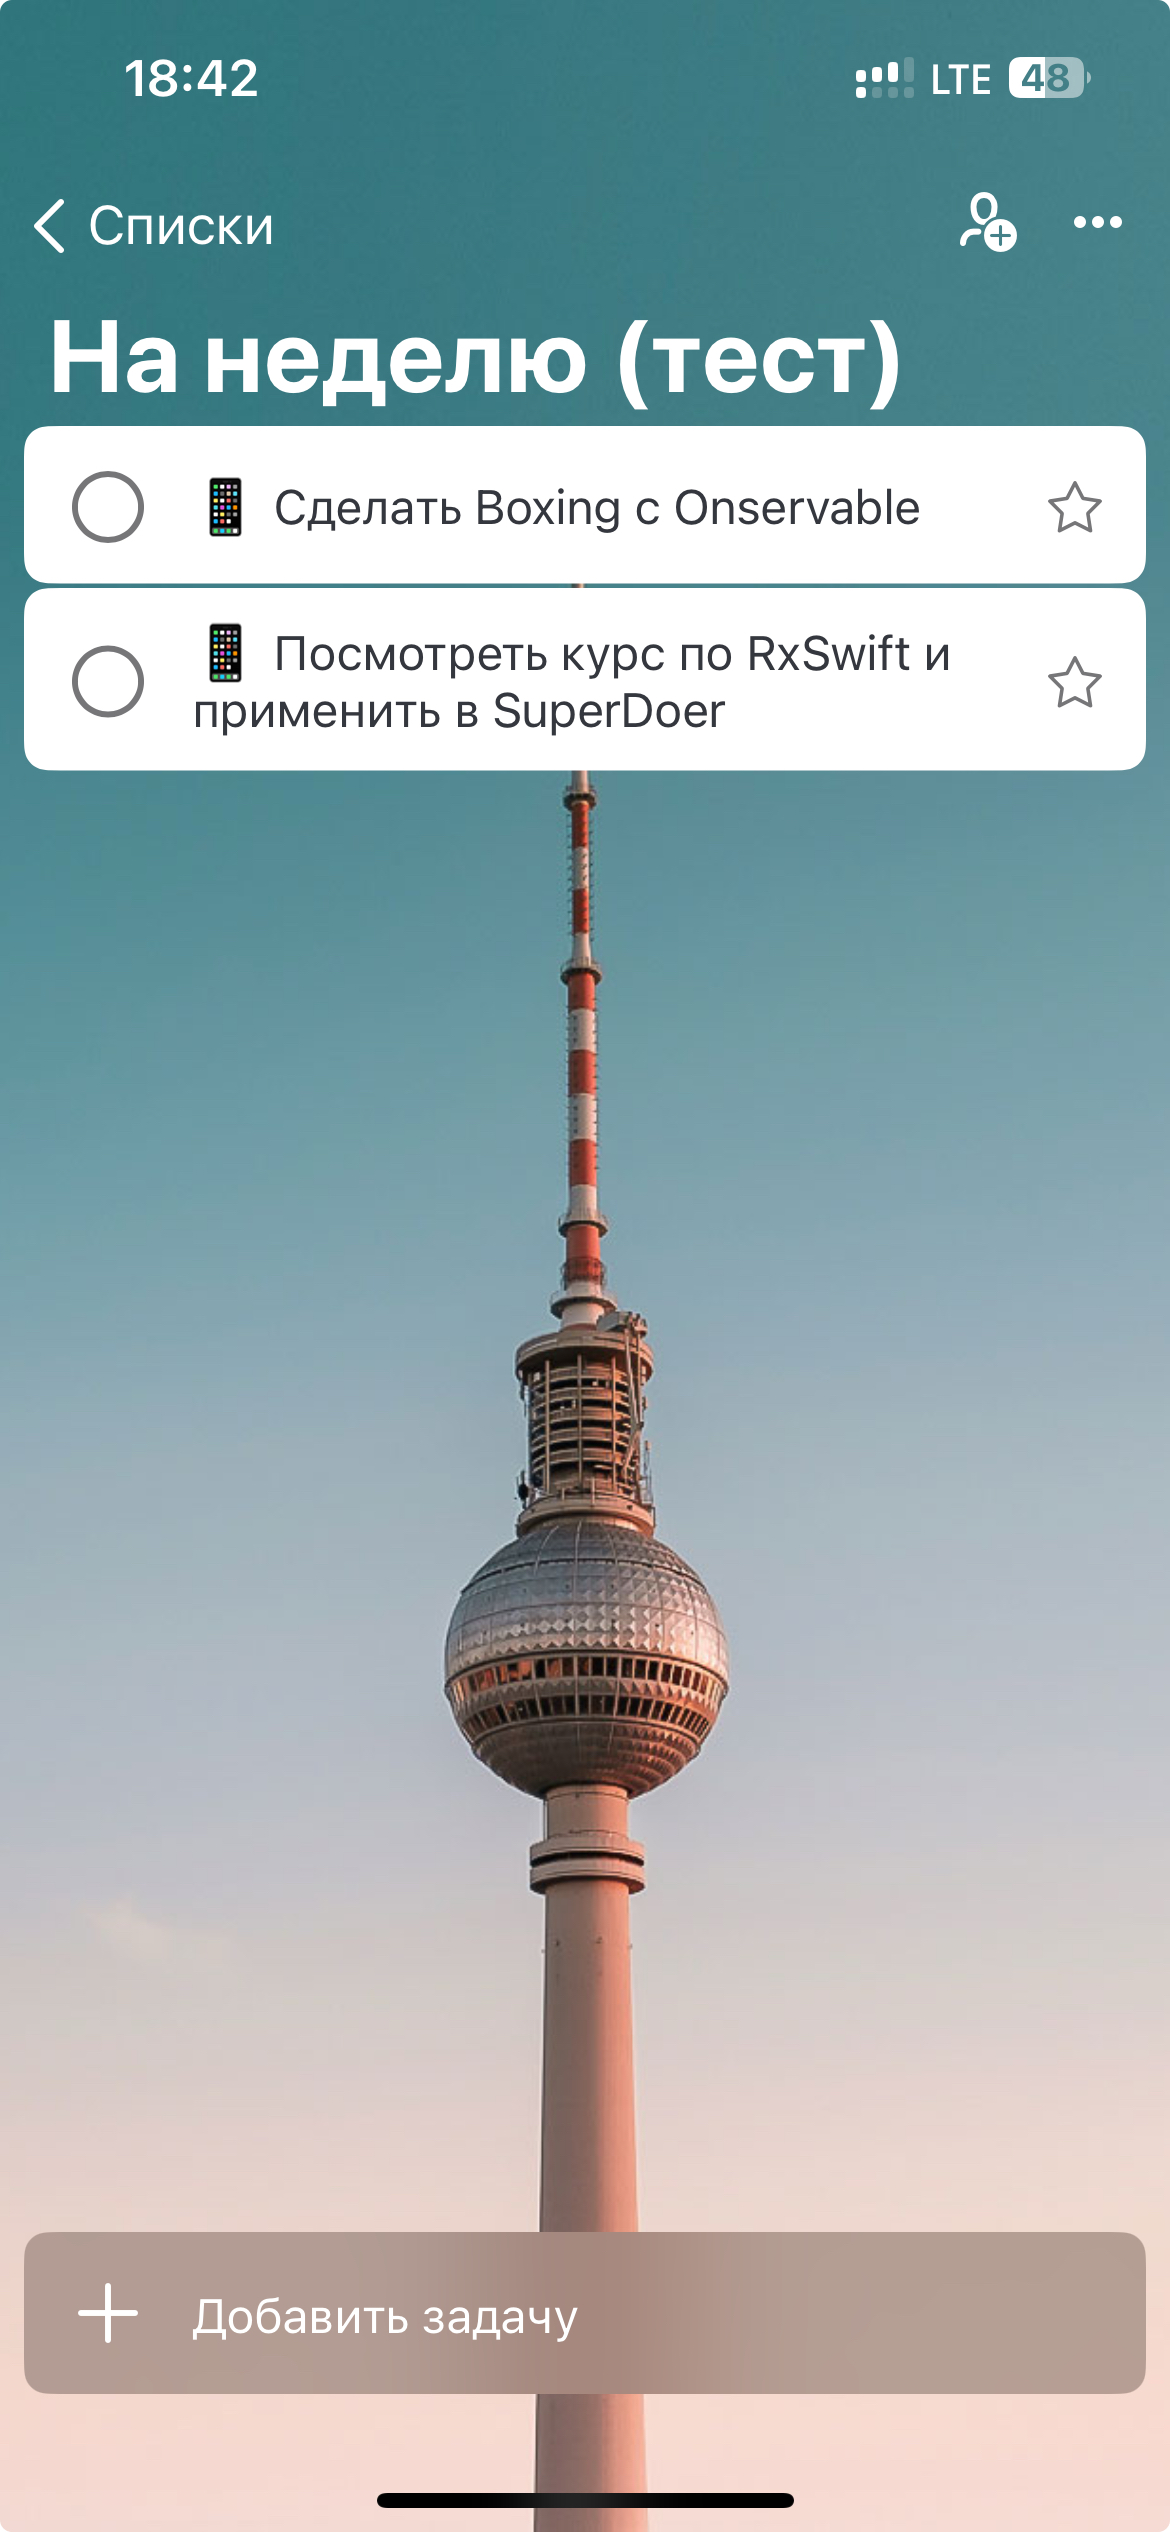 18:42
LTE 48
Списки
На неделю (тест)
Сделать Boxing с Onservable
Посмотреть курс по RxSwift и
применить в SuperDoer
Добавить задачу